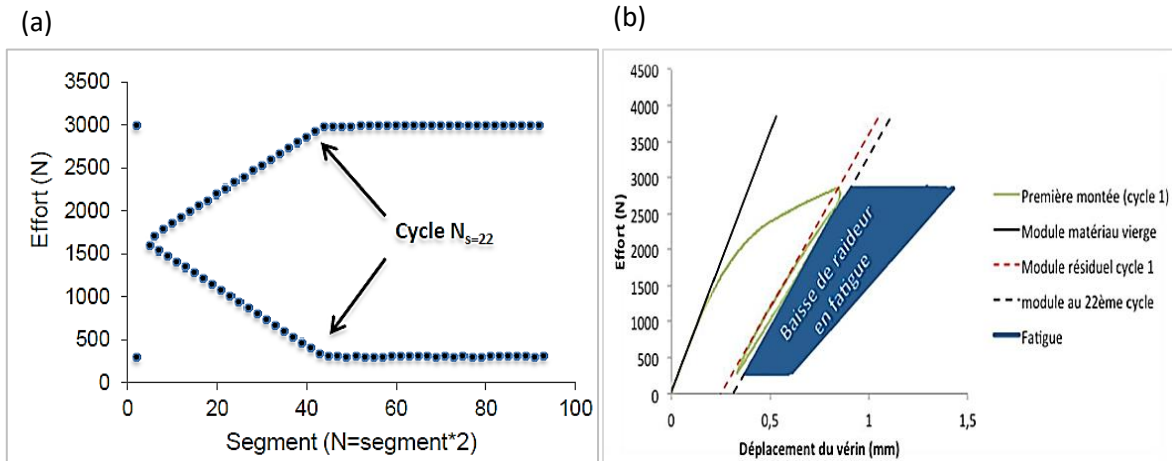 (a)
3500
3000
2500
2000
1500
1000
500
0
Effort (N)
Cycle Ns=22
0 20 40 60 80 100
Segment (N=segment*2)
(b)
4500
4000
3500
3000
2500
2000
1500
1000
500
0
Effort (N)
Baisse de raideur
en fatigue
0 0,5 1 1,5
Déplacement du vérin (mm)
Première montée (cycle 1)
Module matériau vierge
Module résiduel cycle 1
module au 22ème cycle
Fatigue